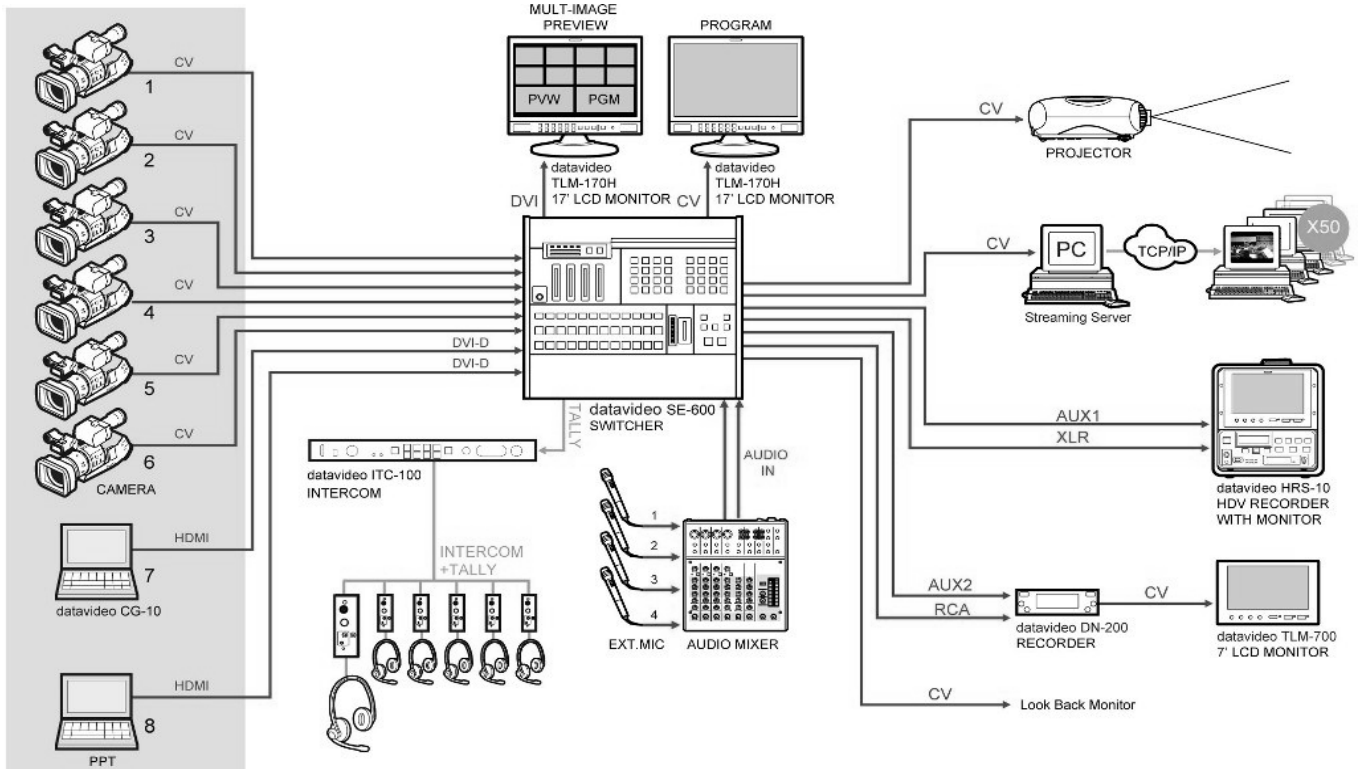 MULT-IMAGE
PREVIEW
PROGRAM
PVW
PGM
datavideo
TLM-170H
17' LCD MONITOR
datavideo
TLM-170H
17' LCD MONITOR
DVI
CV
CV
1
CV
2
CV
3
CV
4
CV
5
CV
6
CAMERA
DVI-D
DVI-D
HDMI
7
datavideo CG-10
HDMI
8
PPT
datavideo SE-600
SWITCHER
TALLY
datavideo ITC-100
INTERCOM
INTERCOM
+TALLY
AUDIO
IN
1
2
3
4
EXT.MIC
AUDIO MIXER
CV
PROJECTOR
CV
PC
TCP/IP
X50
Streaming Server
AUX1
XLR
datavideo HRS-10
HDV RECORDER
WITH MONITOR
AUX2
RCA
datavideo DN-200
RECORDER
CV
datavideo TLM-700
7' LCD MONITOR
CV
Look Back Monitor